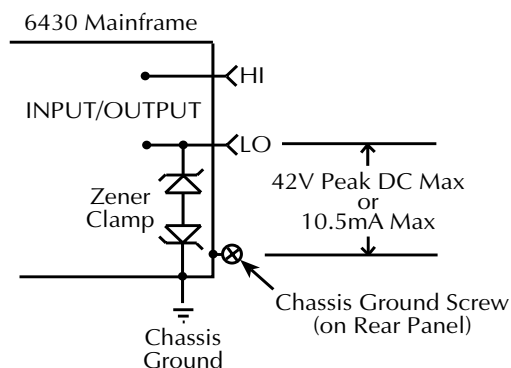 6430 Mainframe
HI
INPUT/OUTPUT
LO
42V Peak DC Max
or
10.5mA Max
Zener
Clamp
Chassis Ground Screw
(on Rear Panel)
Chassis
Ground